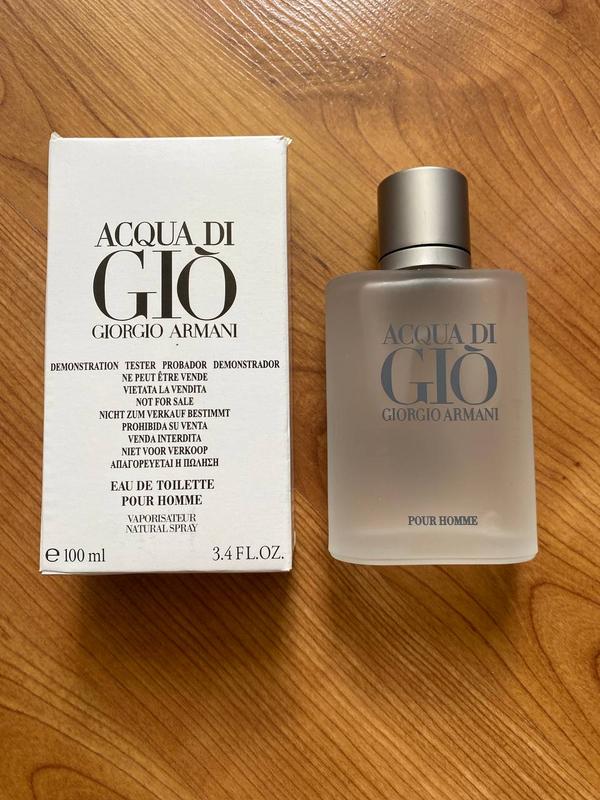 ACQUA DI
GIÒ
GIORGIO ARMANI
DEMONSTRATION TESTER PROBADOR DEMONSTRADOR
NE PEUT ÊTRE VENDE
VIETATA LA VENDITA
NOT FOR SALE
NICHT ZUM VERKAUF BESTIMMT
PROHIBIDA SU VENTA
VENDA INTERDITA
NIET VOOR VERKOOP
ΑΠΑΓΟΡΕΥΕΤΑΙ Η ΠΩΛΗΣΗ
EAU DE TOILETTE
POUR HOMME
VAPORISATEUR
NATURAL SPRAY
℮ 100 ml 3.4 FL.OZ.
ACQUA DI
GIÒ
GIORGIO ARMANI
POUR HOMME